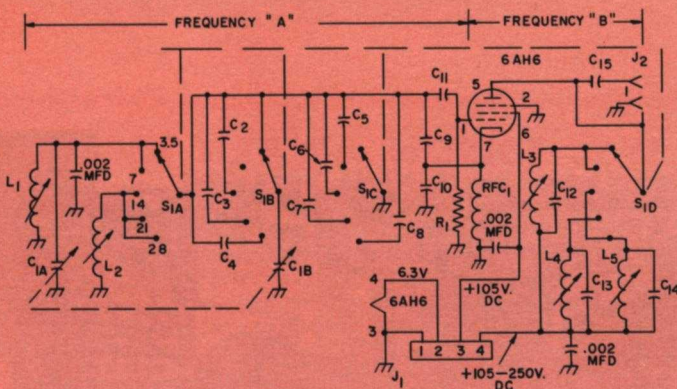 FREQUENCY "A"
FREQUENCY "B"
6AH6
C15
J2
C11
5
2
1
1
6
7
C2
C5
C9
C6
3.5
.002
MFD
7
L1
14
21
28
S1A
C3
S1B
C7
S1C
C10
RFC1
L3
C12
S1D
C1A
L2
C4
C1B
C8
R1
.002
MFD
L4
L5
C13
C14
4
6.3V
6AH6
+105V.
DC
3
1 2 3 4
J1
+105-250V.
DC
.002
MFD